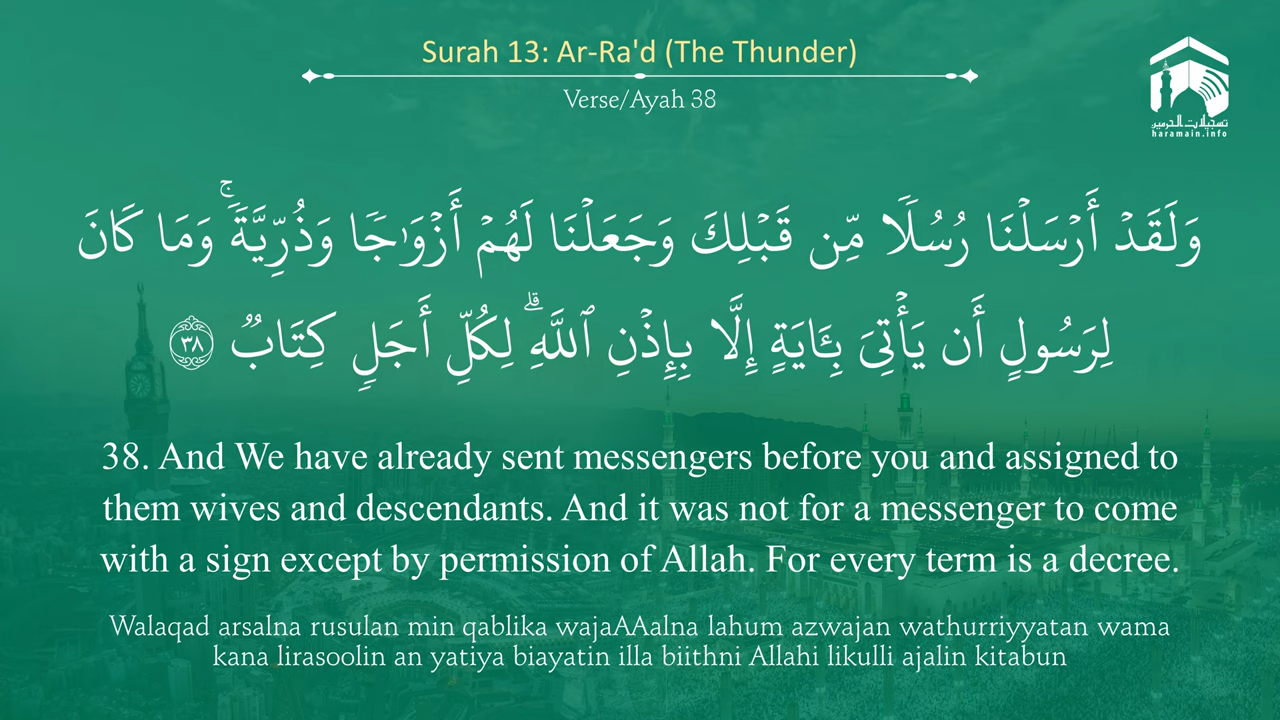 Surah 13: Ar-Ra'd (The Thunder)
Verse/Ayah 38
تسجيلات الحرمين
haramain.info
وَلَقَدْ أَرْسَلْنَا رُسُلًا مِّن قَبْلِكَ وَجَعَلْنَا لَهُمْ أَزْوَٰجًا وَذُرِّيَّةً ۚ وَمَا كَانَ
لِرَسُولٍ أَن يَأْتِىَ بِـَٔايَةٍ إِلَّا بِإِذْنِ ٱللَّهِ ۗ لِكُلِّ أَجَلٍ كِتَابٌ ٣٨
38. And We have already sent messengers before you and assigned to
them wives and descendants. And it was not for a messenger to come
with a sign except by permission of Allah. For every term is a decree.
Walaqad arsalna rusulan min qablika wajaAAalna lahum azwajan wathurriyyatan wama
kana lirasoolin an yatiya biayatin illa biithni Allahi likulli ajalin kitabun